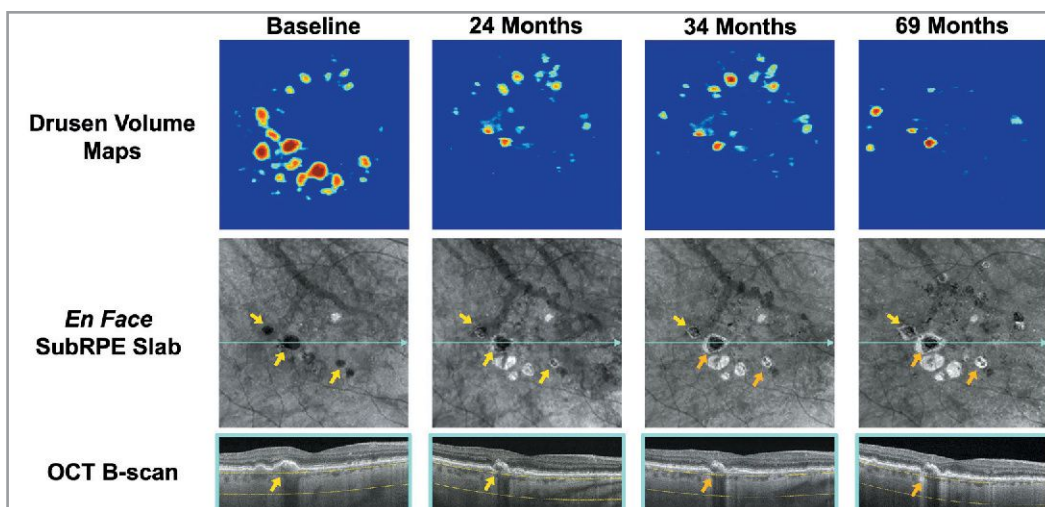 Baseline 24 Months 34 Months 69 Months
Drusen Volume
Maps
En Face
SubRPE Slab
OCT B-scan